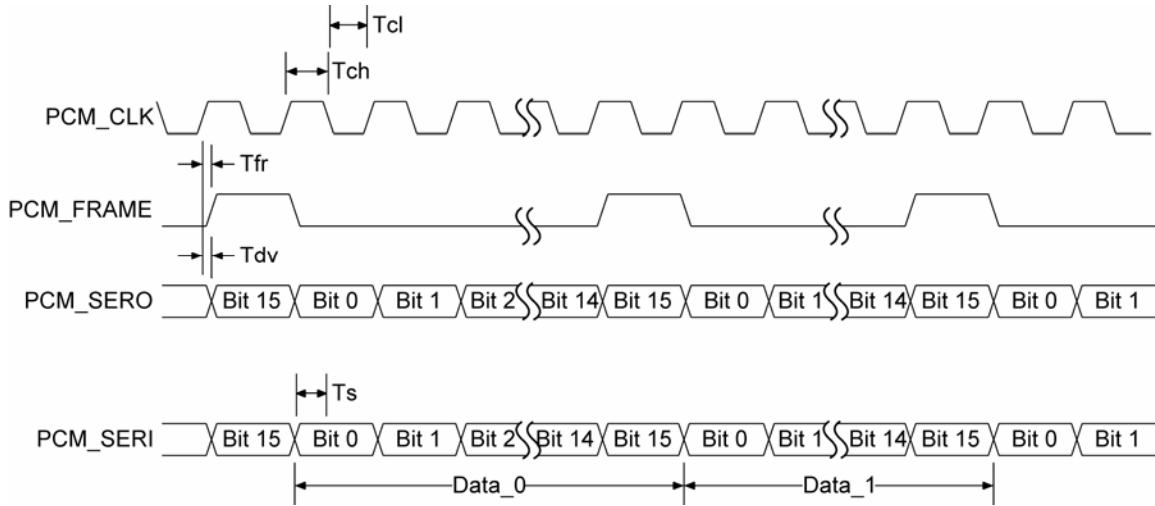 Tcl
Tch
PCM_CLK
Tfr
PCM_FRAME
Tdv
PCM_SERO Bit 15 Bit 0 Bit 1 Bit 2 Bit 14 Bit 15 Bit 0 Bit 1 Bit 14 Bit 15 Bit 0 Bit 1
Ts
PCM_SERI Bit 15 Bit 0 Bit 1 Bit 2 Bit 14 Bit 15 Bit 0 Bit 1 Bit 14 Bit 15 Bit 0 Bit 1
Data_0 Data_1